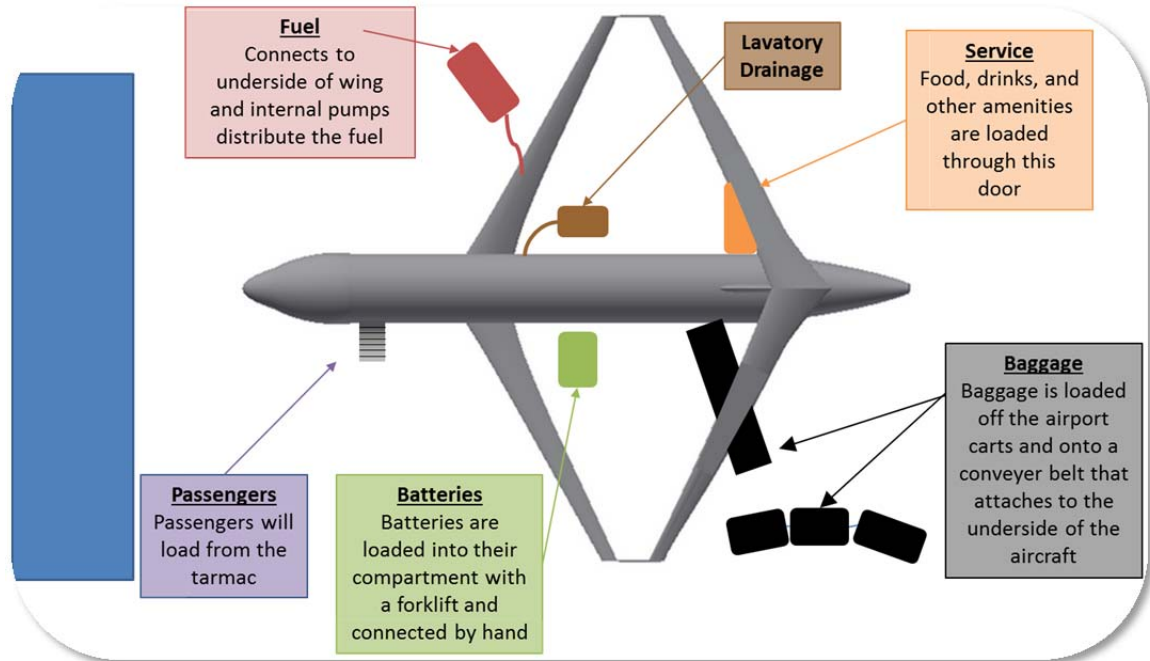 Fuel
Connects to
underside of wing
and internal pumps
distribute the fuel
Lavatory
Drainage
Service
Food, drinks, and
other amenities
are loaded
through this
door
Passengers
Passengers will
load from the
tarmac
Batteries
Batteries are
loaded into their
compartment with
a forklift and
connected by hand
Baggage
Baggage is loaded
off the airport
carts and onto a
conveyer belt that
attaches to the
underside of the
aircraft